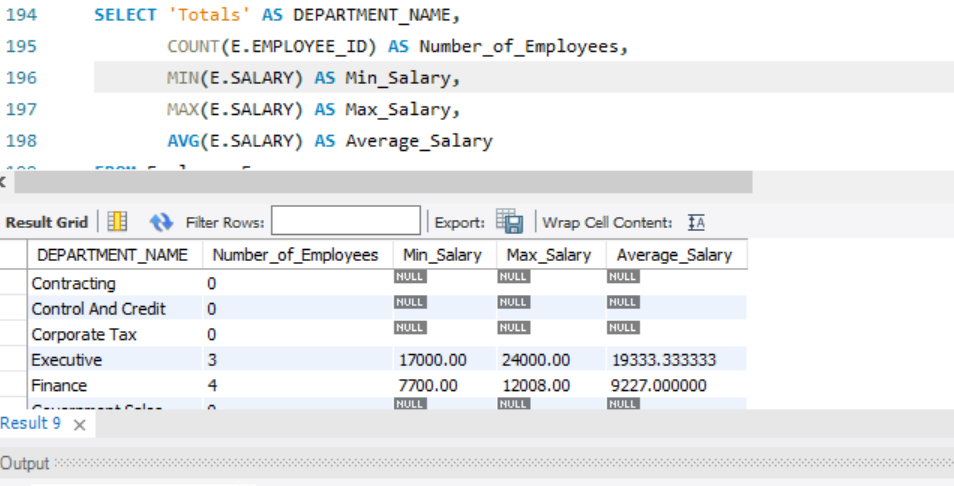 194 SELECT 'Totals' AS DEPARTMENT_NAME,
195 COUNT(E.EMPLOYEE_ID) AS Number_of_Employees,
196 MIN(E.SALARY) AS Min_Salary,
197 MAX(E.SALARY) AS Max_Salary,
198 AVG(E.SALARY) AS Average_Salary
Result Grid Filter Rows: Export: Wrap Cell Content: IA
DEPARTMENT_NAME Number_of_Employees Min_Salary Max_Salary Average_Salary
Contracting 0 NULL NULL NULL
Control And Credit 0 NULL NULL NULL
Corporate Tax 0 NULL NULL NULL
Executive 3 17000.00 24000.00 19333.333333
Finance 4 7700.00 12008.00 9227.000000
NULL NULL NULL
Result 9 ×
Output